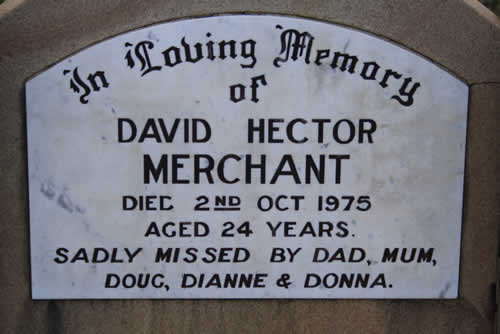 In Loving Memory
of
DAVID HECTOR
MERCHANT
DIED 2ND OCT 1975
AGED 24 YEARS.
SADLY MISSED BY DAD, MUM,
DOUG, DIANNE & DONNA.